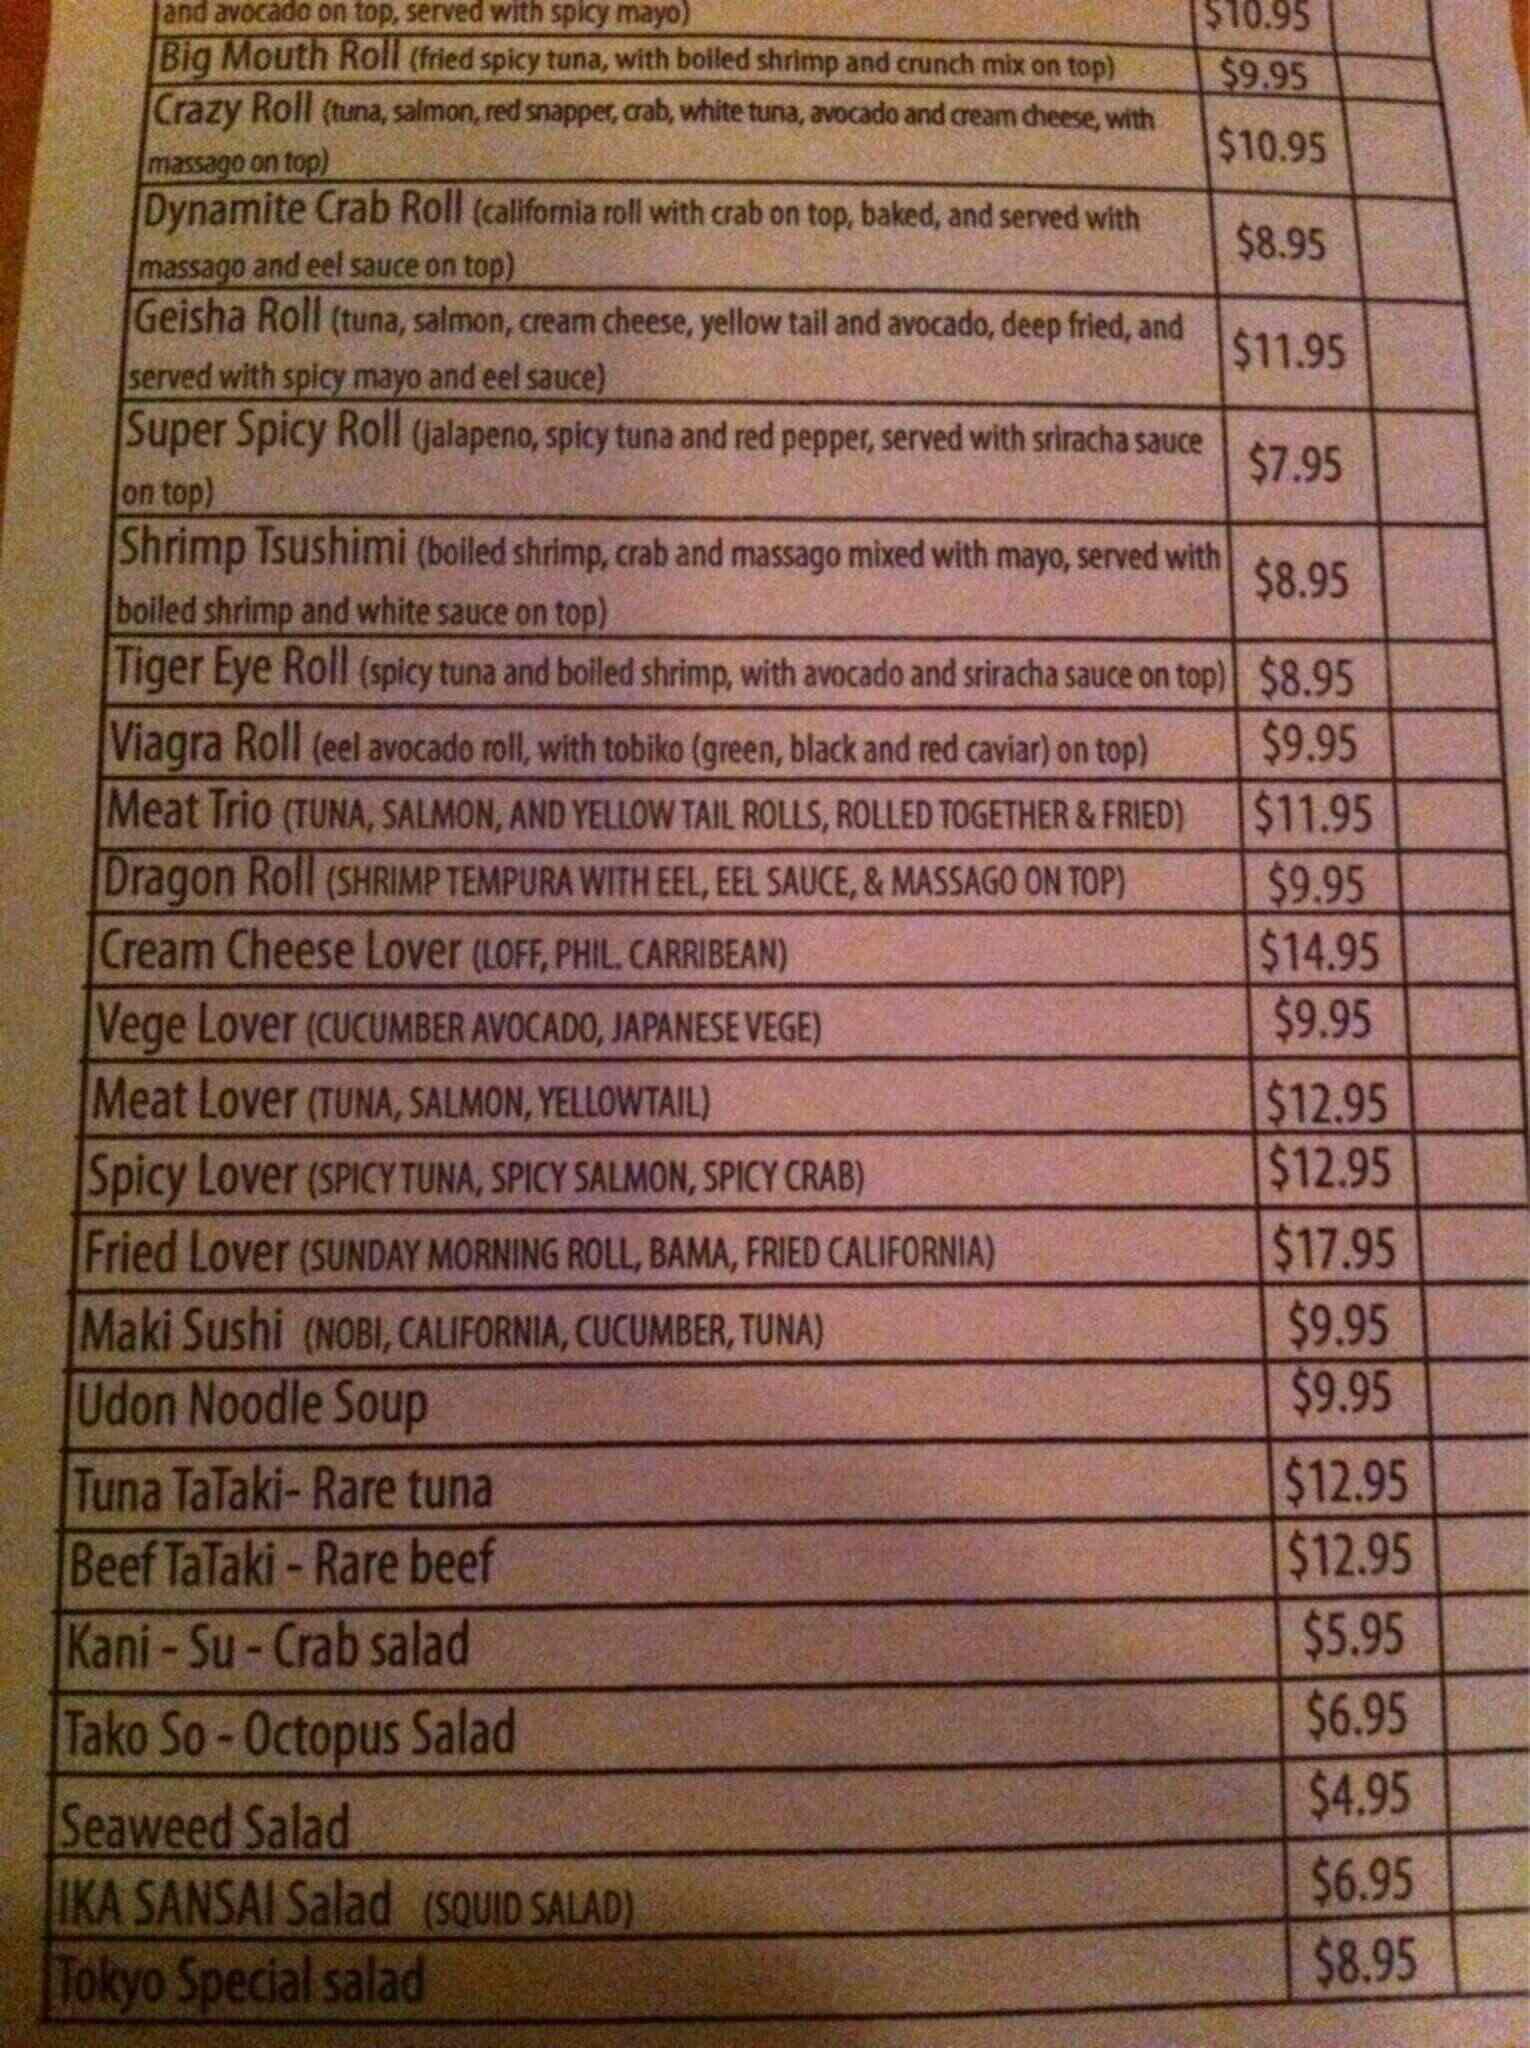 and avocado on top, served with spicy mayo) $10.95
Big Mouth Roll (fried spicy tuna, with boiled shrimp and crunch mix on top) $9.95
Crazy Roll (tuna, salmon, red snapper, crab, white tuna, avocado and cream cheese, with
massago on top) $10.95
Dynamite Crab Roll (california roll with crab on top, baked, and served with
massago and eel sauce on top) $8.95
Geisha Roll (tuna, salmon, cream cheese, yellow tail and avocado, deep fried, and
served with spicy mayo and eel sauce) $11.95
Super Spicy Roll (jalapeno, spicy tuna and red pepper, served with sriracha sauce
on top) $7.95
Shrimp Tsushimi (boiled shrimp, crab and massago mixed with mayo, served with
boiled shrimp and white sauce on top) $8.95
Tiger Eye Roll (spicy tuna and boiled shrimp, with avocado and sriracha sauce on top) $8.95
Viagra Roll (eel avocado roll, with tobiko (green, black and red caviar) on top) $9.95
Meat Trio (TUNA, SALMON, AND YELLOW TAIL ROLLS, ROLLED TOGETHER & FRIED) $11.95
Dragon Roll (SHRIMP TEMPURA WITH EEL, EEL SAUCE, & MASSAGO ON TOP) $9.95
Cream Cheese Lover (LOFF, PHIL. CARRIBEAN) $14.95
Vege Lover (CUCUMBER AVOCADO, JAPANESE VEGE) $9.95
Meat Lover (TUNA, SALMON, YELLOWTAIL) $12.95
Spicy Lover (SPICY TUNA, SPICY SALMON, SPICY CRAB) $12.95
Fried Lover (SUNDAY MORNING ROLL, BAMA, FRIED CALIFORNIA) $17.95
Maki Sushi (NOBI, CALIFORNIA, CUCUMBER, TUNA) $9.95
Udon Noodle Soup $9.95
Tuna TaTaki- Rare tuna $12.95
Beef TaTaki - Rare beef $12.95
Kani - Su - Crab salad $5.95
Tako So - Octopus Salad $6.95
Seaweed Salad $4.95
IKA SANSAI Salad (SQUID SALAD) $6.95
Tokyo Special salad $8.95